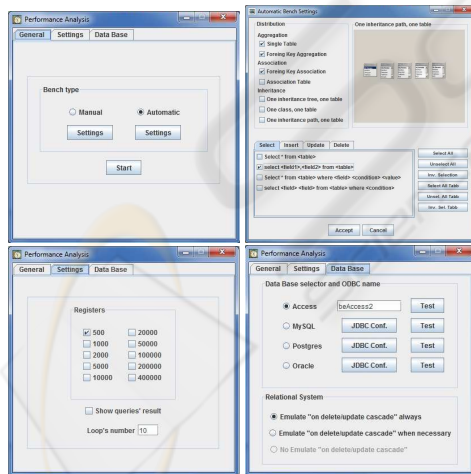 Performance Analysis
General Settings Data Base
Bench type
Manual Automatic
Settings Settings
Start
Automatic Bench Settings
Distribution
One inheritance path, one table
Aggregation
Single Table
Foreing Key Aggregation
Association
Foreing Key Association
Association Table
Inheritance
One inheritance tree, one table
One class, one table
One inheritance path, one table
Select Insert Update Delete
Select * from <table>
select <field1>,<field2> from <table>
Select * from <table> where <field> <condition> <value>
select <field> <field> from <table> where <condition>
Select All
Unselect All
Inv. Selection
Select All Tabb
Unsel. All Tabb
Inv. Sel. Tabb
Accept Cancel
Performance Analysis
General Settings Data Base
Registers
500 20000
1000 50000
2000 100000
5000 200000
10000 400000
Show queries' result
Loop's number 10
Performance Analysis
General Settings Data Base
Data Base selector and ODBC name
Access beAccess2 Test
MySQL JDBC Conf. Test
Postgres JDBC Conf. Test
Oracle JDBC Conf. Test
Relational System
Emulate "on delete/update cascade" always
Emulate "on delete/update cascade" when necessary
No Emulate "on delete/update cascade"